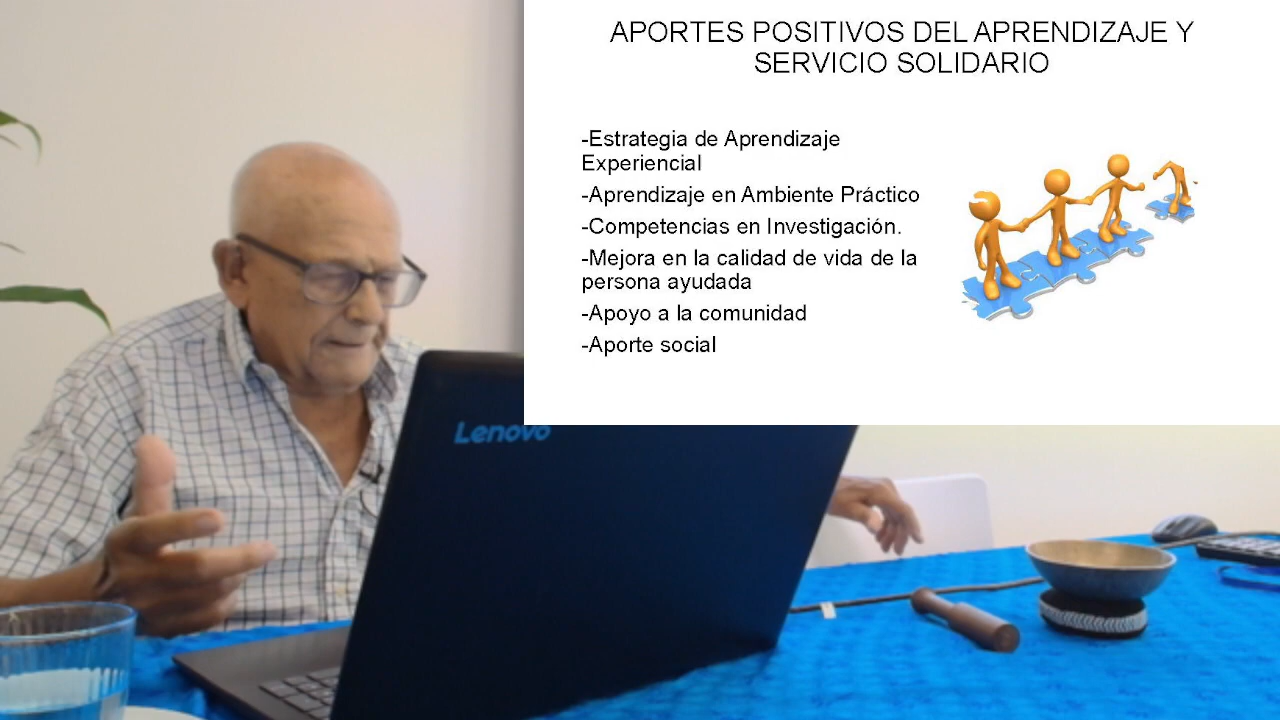 APORTES POSITIVOS DEL APRENDIZAJE Y
SERVICIO SOLIDARIO
-Estrategia de Aprendizaje
Experiencial
-Aprendizaje en Ambiente Práctico
-Competencias en Investigación.
-Mejora en la calidad de vida de la
persona ayudada
-Apoyo a la comunidad
-Aporte social
Lenovo